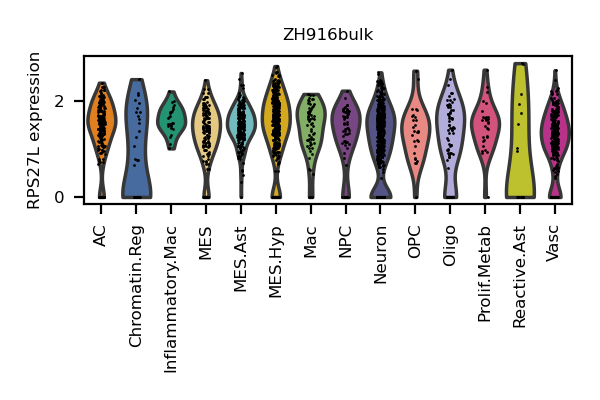 ZH916bulk
RPS27L expression
2
0
AC
Chromatin.Reg
Inflammatory.Mac
MES
MES.Ast
MES.Hyp
Mac
NPC
Neuron
OPC
Oligo
Prolif.Metab
Reactive.Ast
Vasc